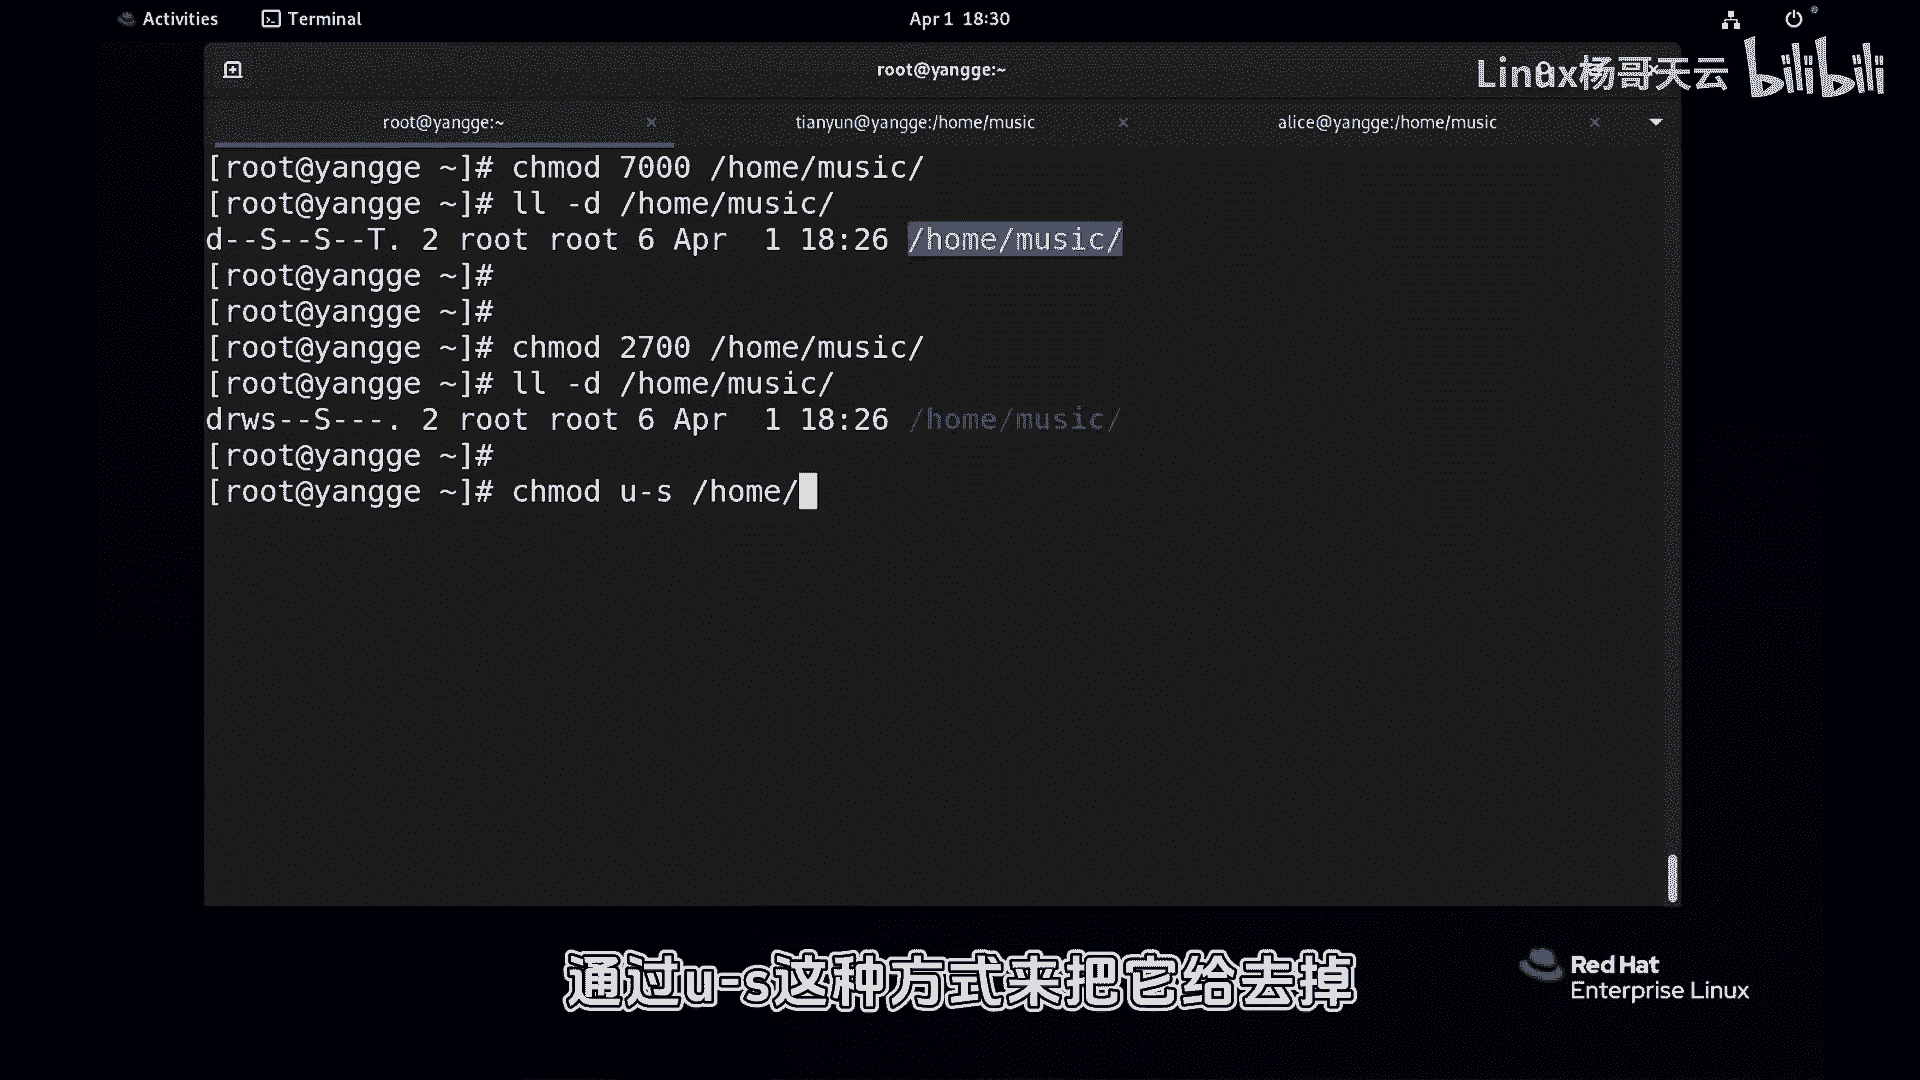 Activities Terminal Apr 1 18:30
root@yangge:~
Linux杨哥天云 bilibili
root@yangge:~ × tianyun@yangge:/home/music × alice@yangge:/home/music ×
[root@yangge ~]# chmod 7000 /home/music/
[root@yangge ~]# ll -d /home/music/
d--S--S--T. 2 root root 6 Apr  1 18:26 /home/music/
[root@yangge ~]#
[root@yangge ~]#
[root@yangge ~]# chmod 2700 /home/music/
[root@yangge ~]# ll -d /home/music/
drws--S---. 2 root root 6 Apr  1 18:26 /home/music/
[root@yangge ~]#
[root@yangge ~]# chmod u-s /home/
通过u-s这种方式来把它给去掉
Red Hat
Enterprise Linux